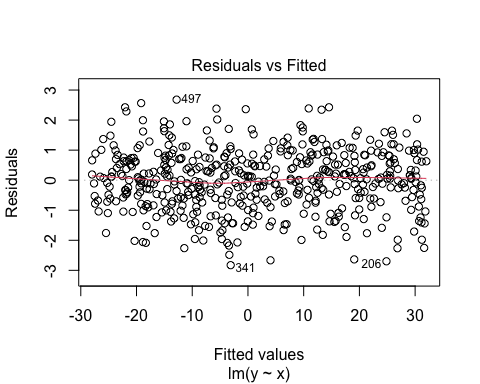 Residuals vs Fitted
Residuals
3
2
1
0
-1
-2
-3
497
341
206
-30 -20 -10 0 10 20 30
Fitted values
lm(y ~ x)